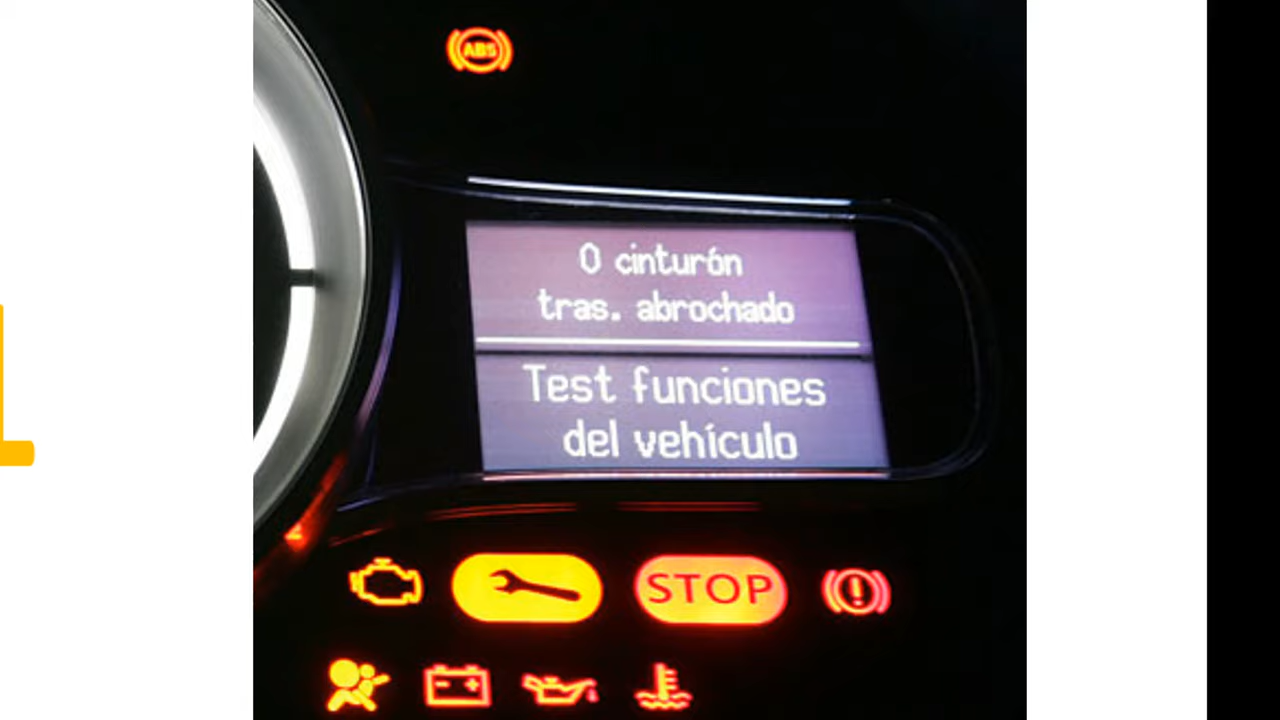 ABS
0 cinturón
tras. abrochado
Test funciones
del vehículo
STOP